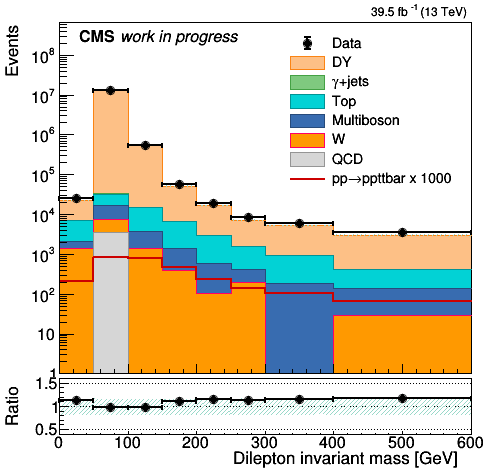 39.5 fb⁻¹ (13 TeV)
CMS work in progress
Events
Data
DY
γ+jets
Top
Multiboson
W
QCD
pp→ppttbar x 1000
10⁸
10⁷
10⁶
10⁵
10⁴
10³
10²
10
1
Ratio
1.5
1
0.5
0 100 200 300 400 500 600
Dilepton invariant mass [GeV]